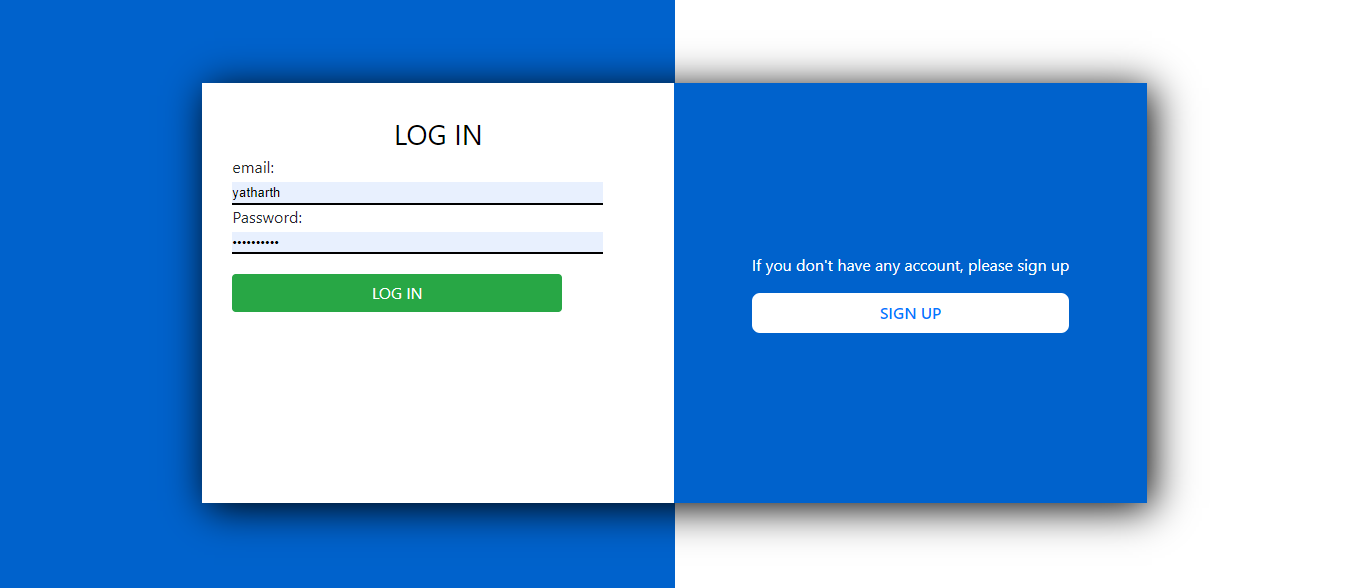 LOG IN
email:
yatharth
Password:
••••••••••
LOG IN
If you don't have any account, please sign up
SIGN UP